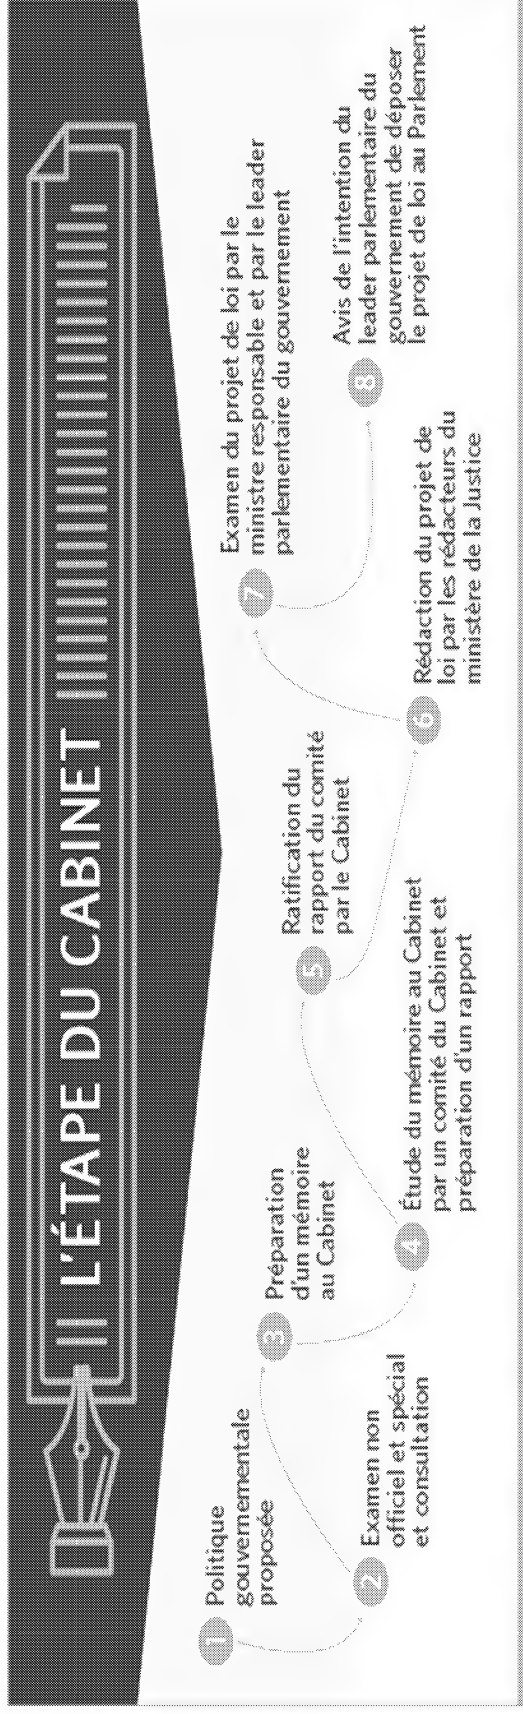 L'ÉTAPE DU CABINET
1
Politique
gouvernementale
proposée
2
Examen non
officiel et spécial
et consultation
3
Préparation
d'un mémoire
au Cabinet
4
Étude du mémoire au Cabinet
par un comité du Cabinet et
préparation d'un rapport
5
Ratification du
rapport du comité
par le Cabinet
6
Rédaction du projet de
loi par les rédacteurs du
ministère de la Justice
7
Examen du projet de loi par le
ministre responsable et par le leader
parlementaire du gouvernement
8
Avis de l'intention du
leader parlementaire du
gouvernement de déposer
le projet de loi au Parlement